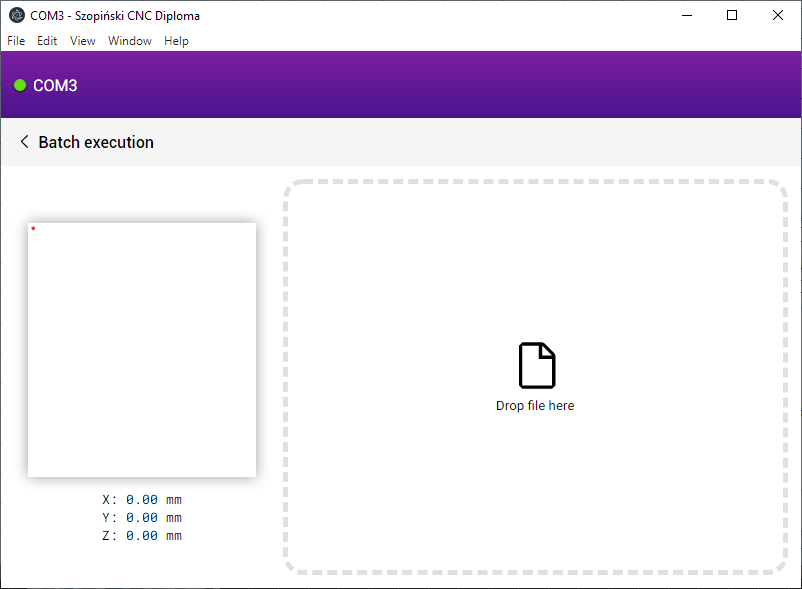 COM3 - Szopiński CNC Diploma
File Edit View Window Help
COM3
Batch execution
Drop file here
X: 0.00 mm
Y: 0.00 mm
Z: 0.00 mm